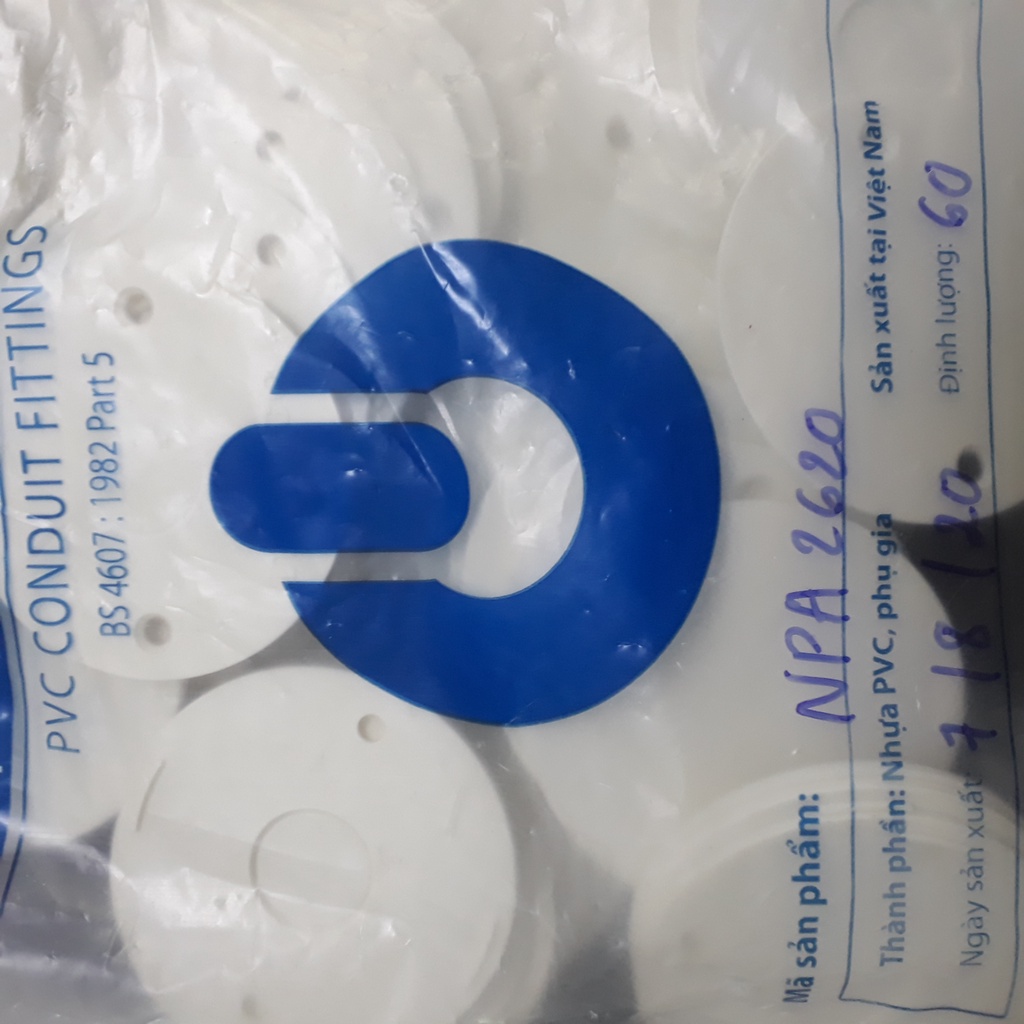 PVC CONDUIT FITTINGS
BS 4607 : 1982 Part 5
Mã sản phẩm: NPA 2620
Thành phần: Nhựa PVC, phụ gia Sản xuất tại Việt Nam
Ngày sản xuất: 7/8/20 Định lượng: 60